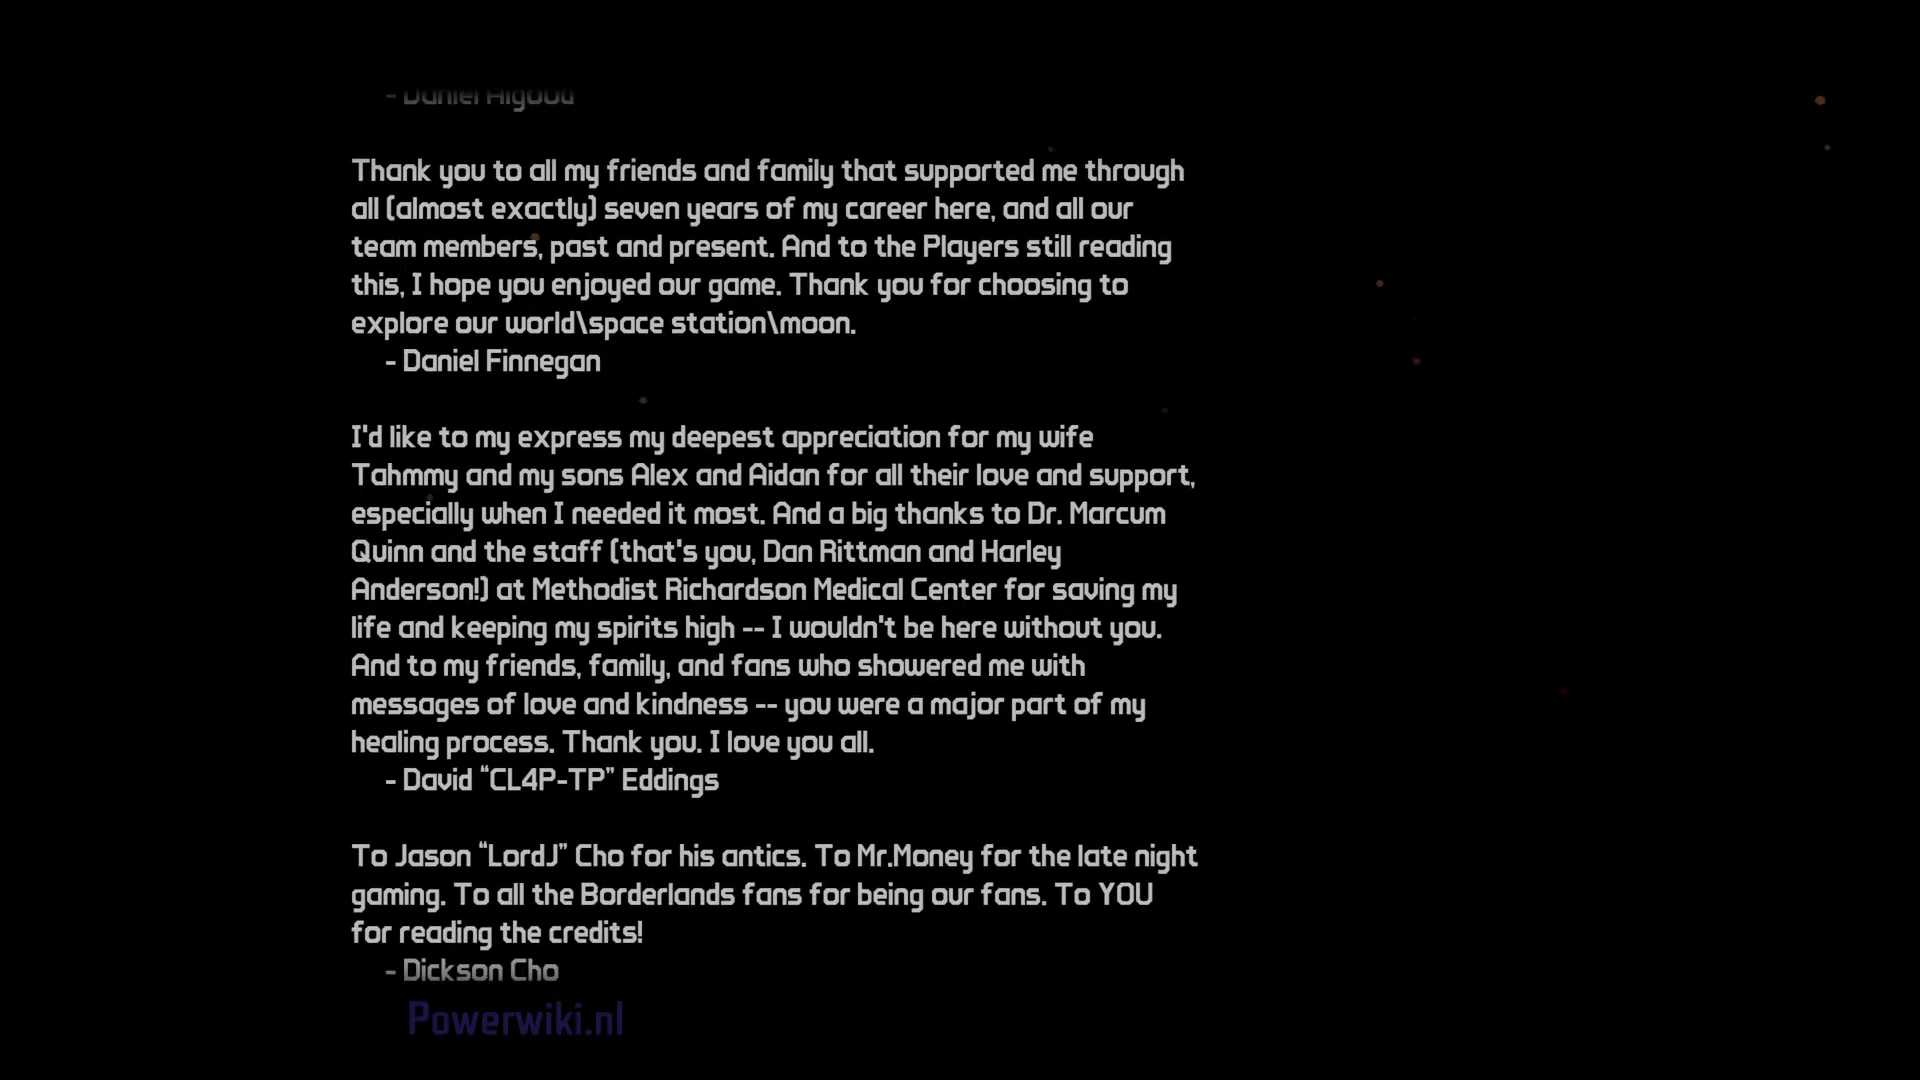 - Daniel Algood
Thank you to all my friends and family that supported me through
all (almost exactly) seven years of my career here, and all our
team members, past and present. And to the Players still reading
this, I hope you enjoyed our game. Thank you for choosing to
explore our world\space station\moon.
- Daniel Finnegan
I'd like to my express my deepest appreciation for my wife
Tahmmy and my sons Alex and Aidan for all their love and support,
especially when I needed it most. And a big thanks to Dr. Marcum
Quinn and the staff (that's you, Dan Rittman and Harley
Anderson!) at Methodist Richardson Medical Center for saving my
life and keeping my spirits high -- I wouldn't be here without you.
And to my friends, family, and fans who showered me with
messages of love and kindness -- you were a major part of my
healing process. Thank you. I love you all.
- David “CL4P-TP” Eddings
To Jason “LordJ” Cho for his antics. To Mr.Money for the late night
gaming. To all the Borderlands fans for being our fans. To YOU
for reading the credits!
- Dickson Cho
Powerwiki.nl